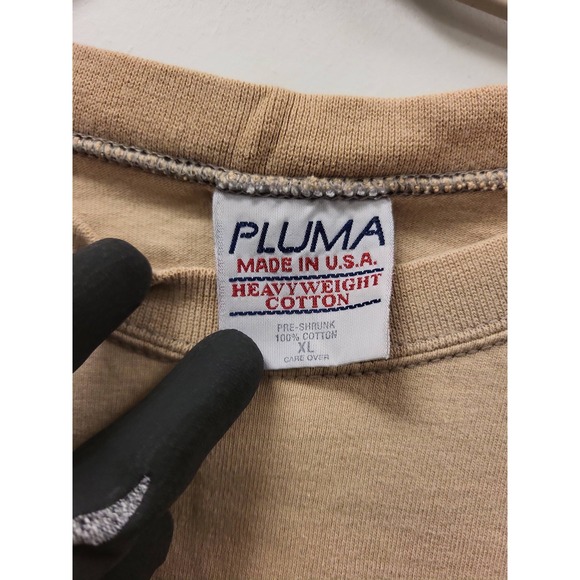 PLUMA
MADE IN U.S.A.
HEAVYWEIGHT
COTTON
PRE-SHRUNK
100% COTTON
XL
CARE OVER